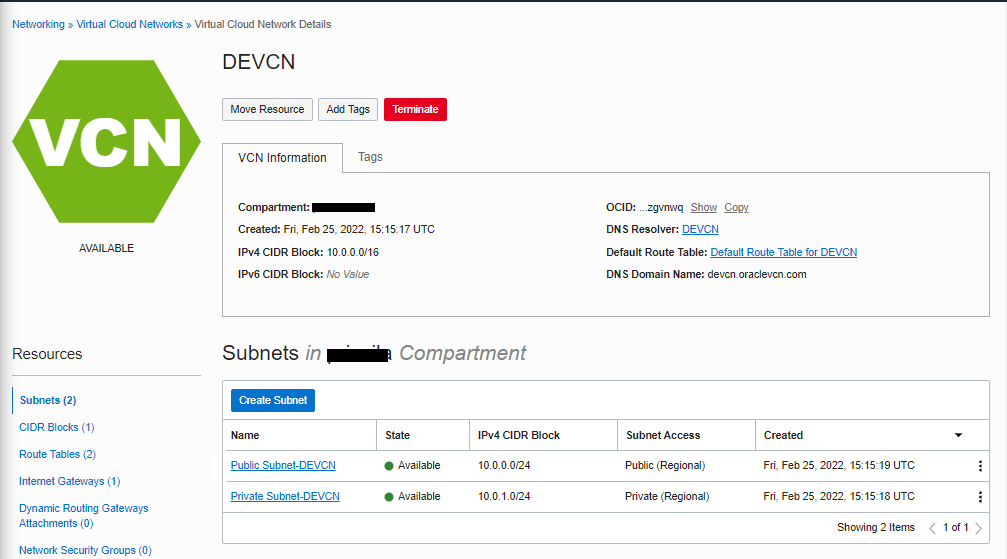 Networking » Virtual Cloud Networks » Virtual Cloud Network Details
VCN
AVAILABLE
DEVCN
Move Resource Add Tags Terminate
VCN Information Tags
Compartment:
Created: Fri, Feb 25, 2022, 15:15:17 UTC
IPv4 CIDR Block: 10.0.0.0/16
IPv6 CIDR Block: No Value
OCID: ...zgvnwq Show Copy
DNS Resolver: DEVCN
Default Route Table: Default Route Table for DEVCN
DNS Domain Name: devcn.oraclevcn.com
Resources
Subnets (2)
CIDR Blocks (1)
Route Tables (2)
Internet Gateways (1)
Dynamic Routing Gateways
Attachments (0)
Network Security Groups (0)
Subnets in Compartment
Create Subnet
Name State IPv4 CIDR Block Subnet Access Created
Public Subnet-DEVCN Available 10.0.0.0/24 Public (Regional) Fri, Feb 25, 2022, 15:15:19 UTC
Private Subnet-DEVCN Available 10.0.1.0/24 Private (Regional) Fri, Feb 25, 2022, 15:15:18 UTC
Showing 2 Items 1 of 1